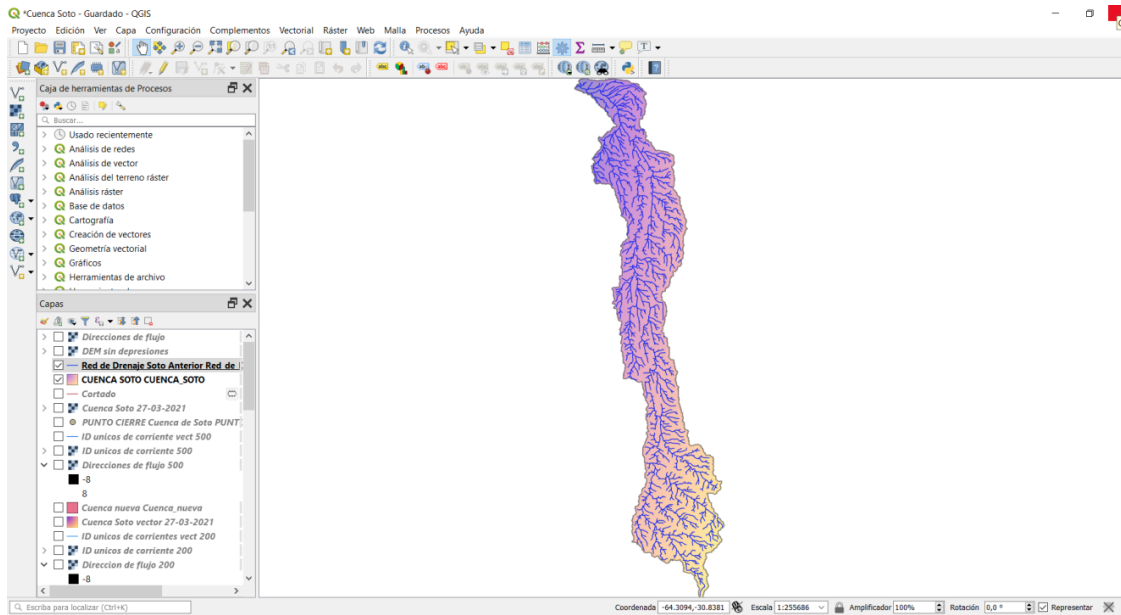 *Cuenca Soto - Guardado - QGIS
Proyecto Edición Ver Capa Configuración Complementos Vectorial Ráster Web Malla Procesos Ayuda
Caja de herramientas de Procesos
Buscar...
Usado recientemente
Análisis de redes
Análisis de vector
Análisis del terreno ráster
Análisis ráster
Base de datos
Cartografía
Creación de vectores
Geometría vectorial
Gráficos
Herramientas de archivo
Capas
Direcciones de flujo
DEM sin depresiones
Red de Drenaje Soto Anterior Red de
CUENCA SOTO CUENCA_SOTO
Cortado
Cuenca Soto 27-03-2021
PUNTO CIERRE Cuenca de Soto PUNT
ID unicos de corriente vect 500
ID unicos de corriente 500
Direcciones de flujo 500
-8
8
Cuenca nueva Cuenca_nueva
Cuenca Soto vector 27-03-2021
ID unicos de corrientes vect 200
ID unicos de corriente 200
Direccion de flujo 200
-8
Escriba para localizar (Ctrl+K)
Coordenada -64.3094,-30.8381 Escala 1:255686 Amplificador 100% Rotación 0,0 ° Representar